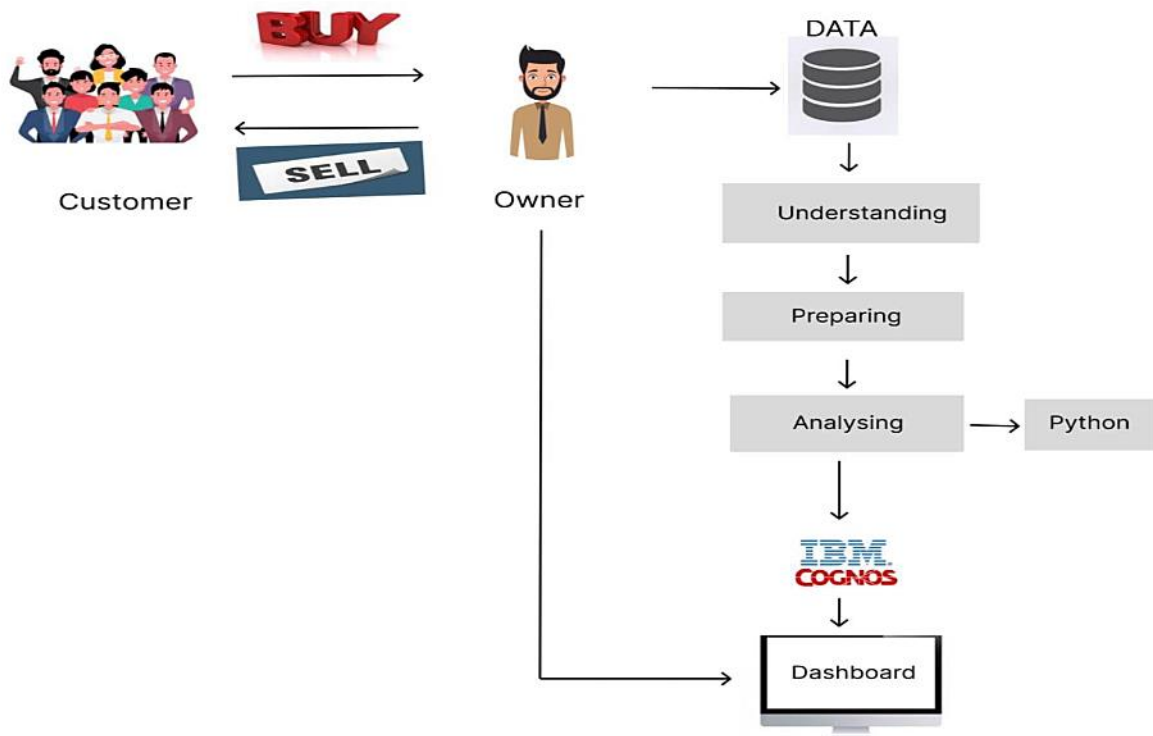 BUY
DATA
SELL
Customer
Owner
Understanding
Preparing
Analysing
Python
IBM.
COGNOS
Dashboard